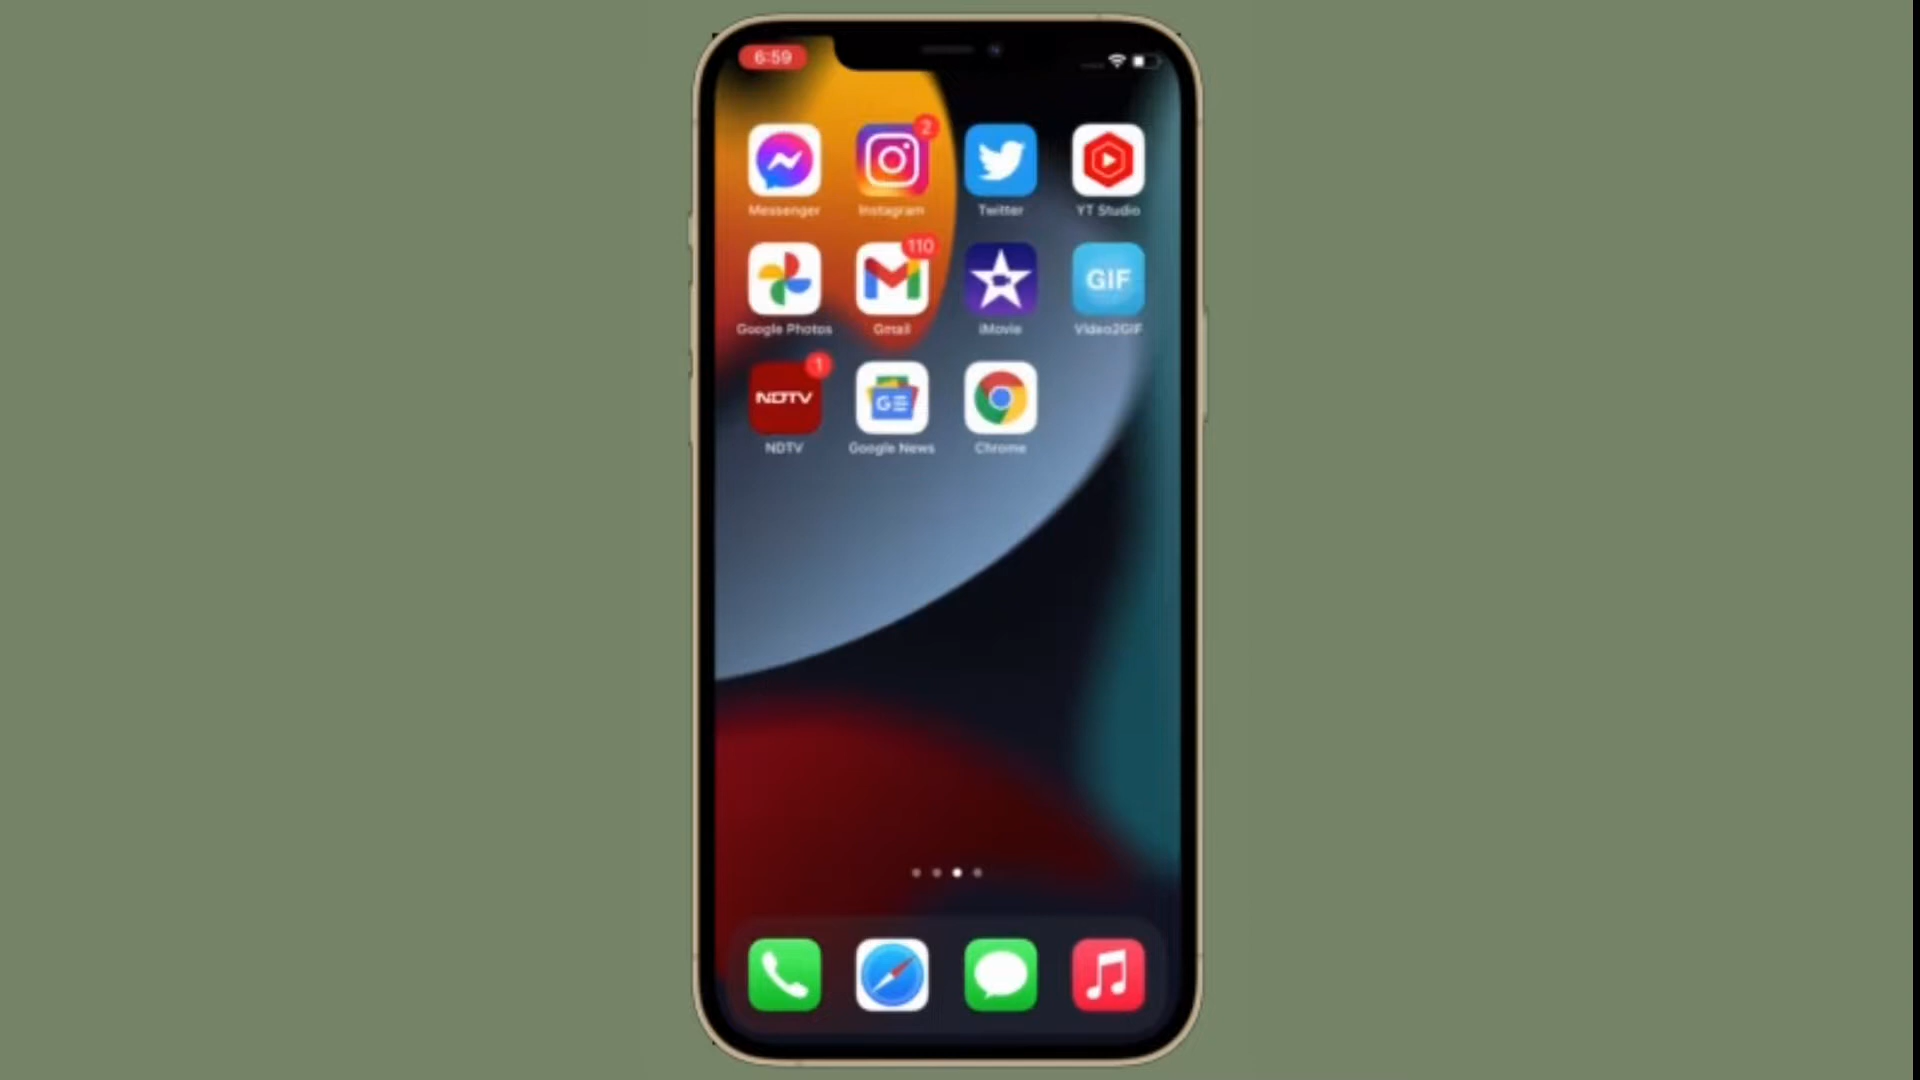 6:59
2
Messenger Instagram Twitter YT Studio
110
GIF
Google Photos Gmail iMovie Video2GIF
1
NDTV
GE
NDTV Google News Chrome